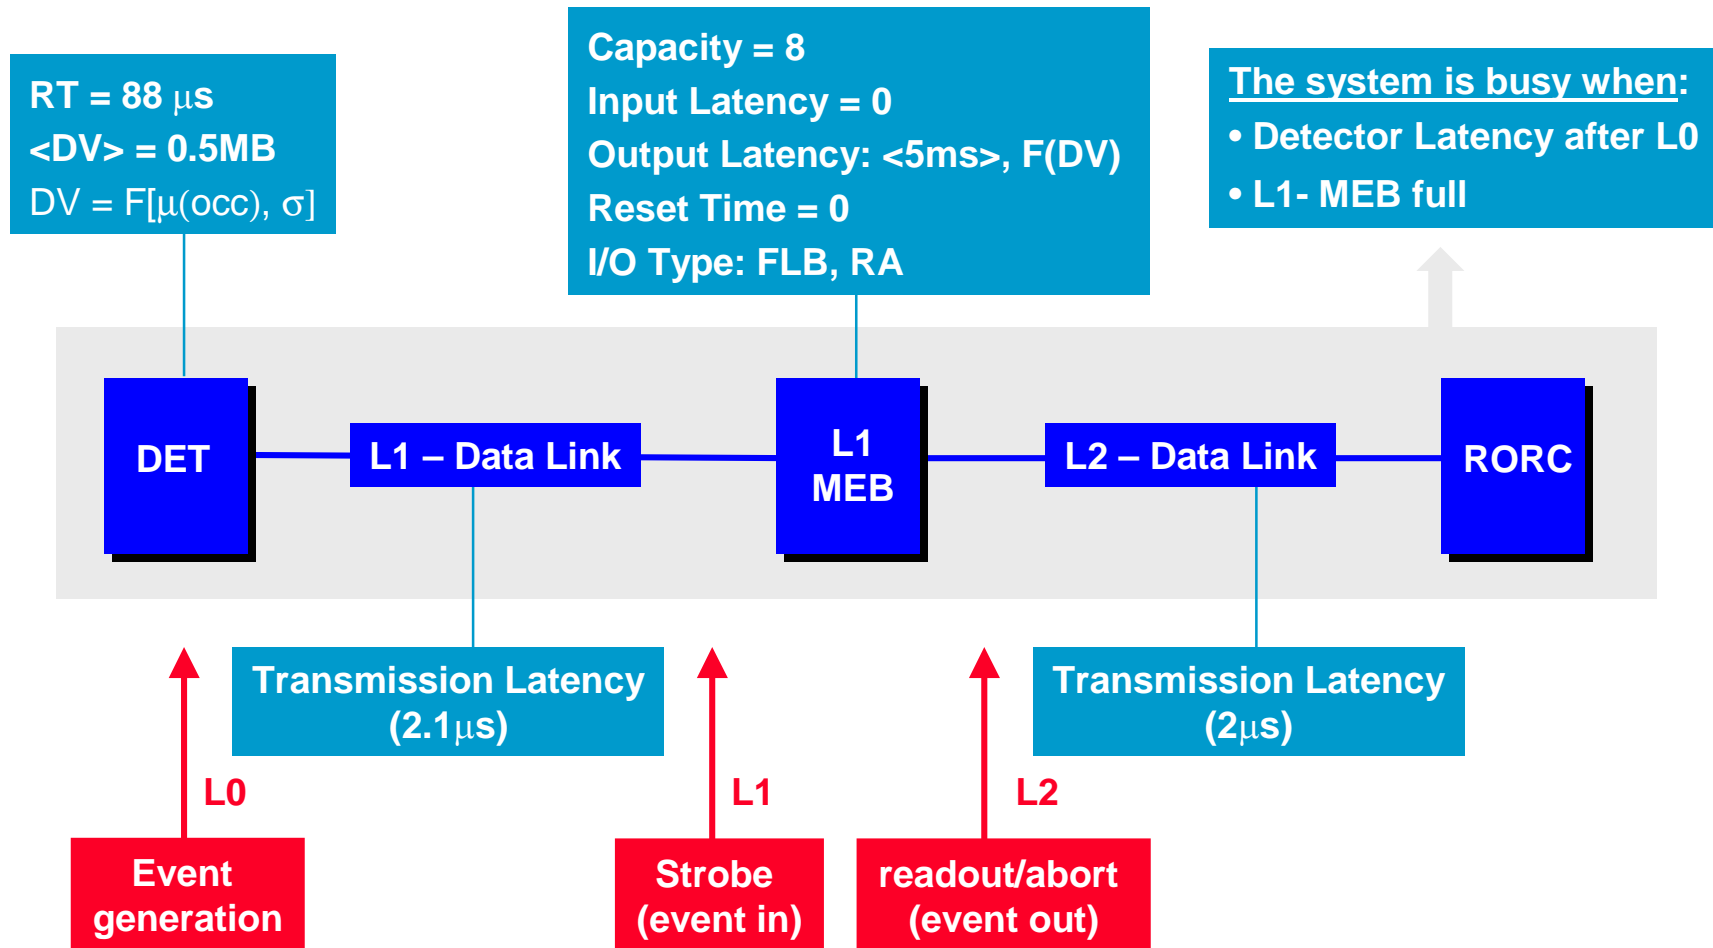 RT = 88 μs
<DV> = 0.5MB
DV = F[μ(occ), σ]
Capacity = 8
Input Latency = 0
Output Latency: <5ms>, F(DV)
Reset Time = 0
I/O Type: FLB, RA
The system is busy when:
• Detector Latency after L0
• L1- MEB full
DET
L1 – Data Link
L1
MEB
L2 – Data Link
RORC
Transmission Latency
(2.1μs)
Transmission Latency
(2μs)
L0
L1
L2
Event
generation
Strobe
(event in)
readout/abort
(event out)